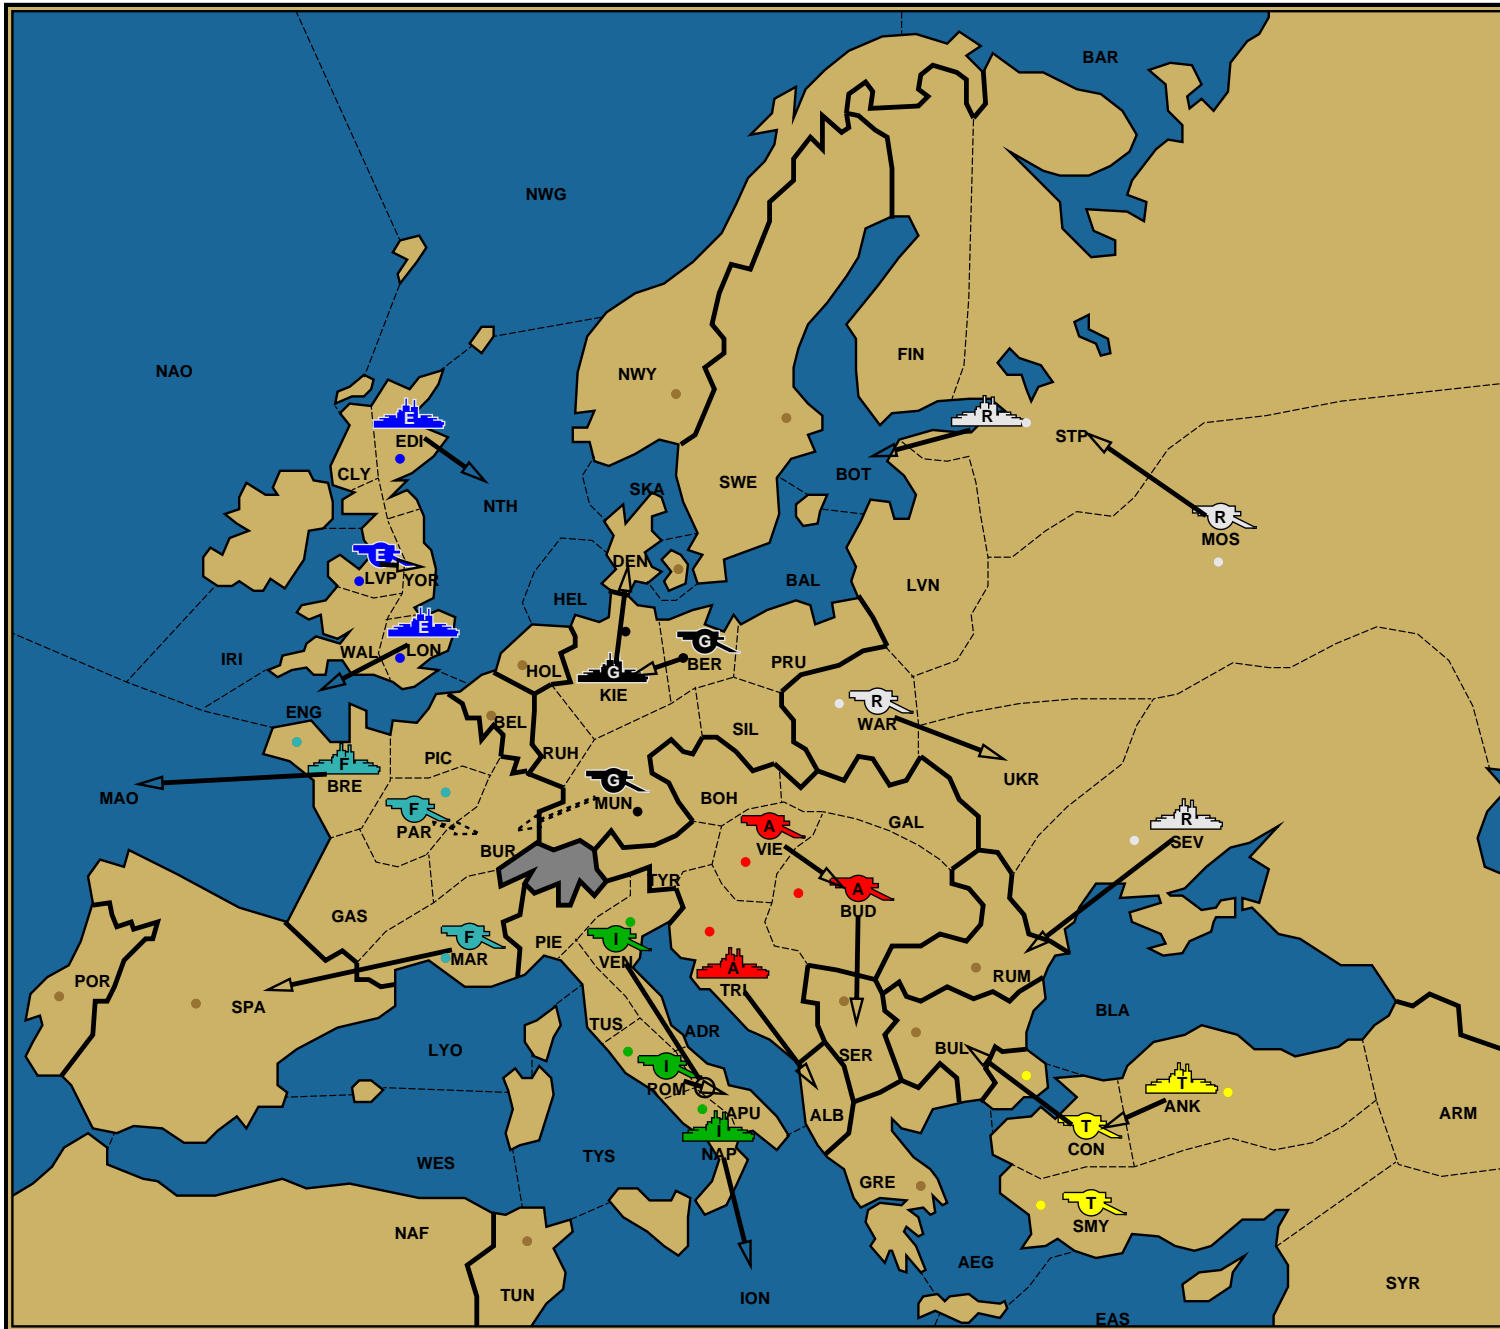 BAR
NWG
NAO
FIN
NWY
E
R
EDI
STP
CLY
BOT
SWE
SKA
NTH
R
MOS
E
DEN
LVP
YOR
BAL
LVN
HEL
E
G
WAL
LON
IRI
BER
PRU
HOL
G
KIE
R
ENG
BEL
WAR
SIL
PIC
RUH
F
UKR
BRE
G
MAO
MUN
BOH
F
PAR
A
GAL
R
SEV
VIE
BUR
TYR
A
BUD
GAS
F
I
PIE
MAR
VEN
A
RUM
POR
TRI
SPA
BLA
TUS
ADR
LYO
BUL
SER
I
ROM
T
ANK
APU
ALB
ARM
T
I
CON
NAP
TYS
WES
GRE
T
SMY
NAF
AEG
SYR
TUN
ION
EAS